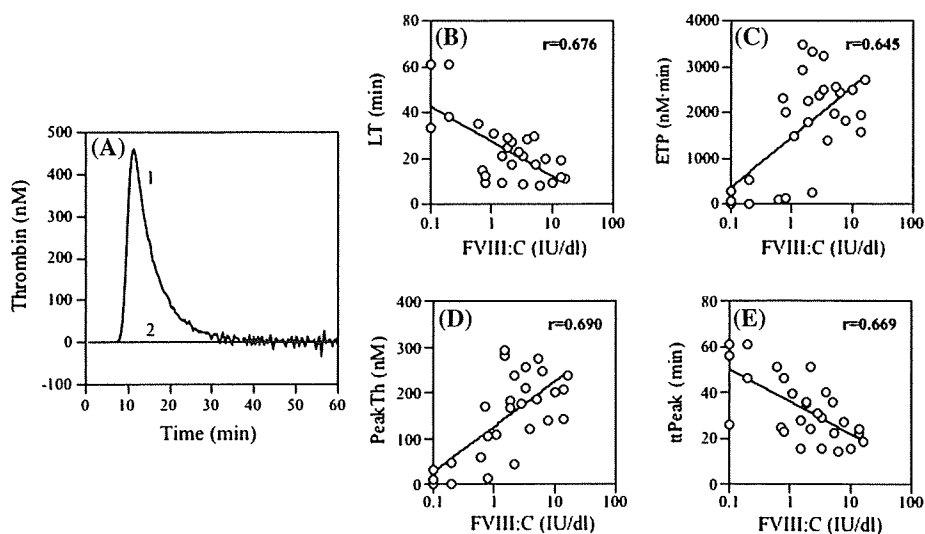 (A)
Thrombin (nM)
500
400
300
200
100
0
-100
1
2
0 10 20 30 40 50 60
Time (min)
(B)
r=0.676
LT (min)
80
60
40
20
0
0.1 1 10 100
FVIII:C (IU/dl)
(C)
r=0.645
ETP (nM·min)
4000
3000
2000
1000
0
0.1 1 10 100
FVIII:C (IU/dl)
(D)
r=0.690
PeakTh (nM)
400
300
200
100
0
0.1 1 10 100
FVIII:C (IU/dl)
(E)
r=0.669
ttPeak (min)
80
60
40
20
0
0.1 1 10 100
FVIII:C (IU/dl)